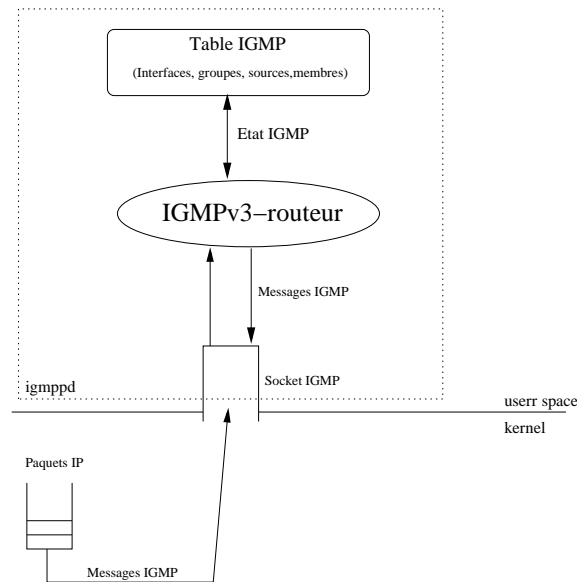 Table IGMP
(Interfaces, groupes, sources,membres)
Etat IGMP
IGMPv3–routeur
Messages IGMP
Socket IGMP
igmppd
userr space
kernel
Paquets IP
Messages IGMP